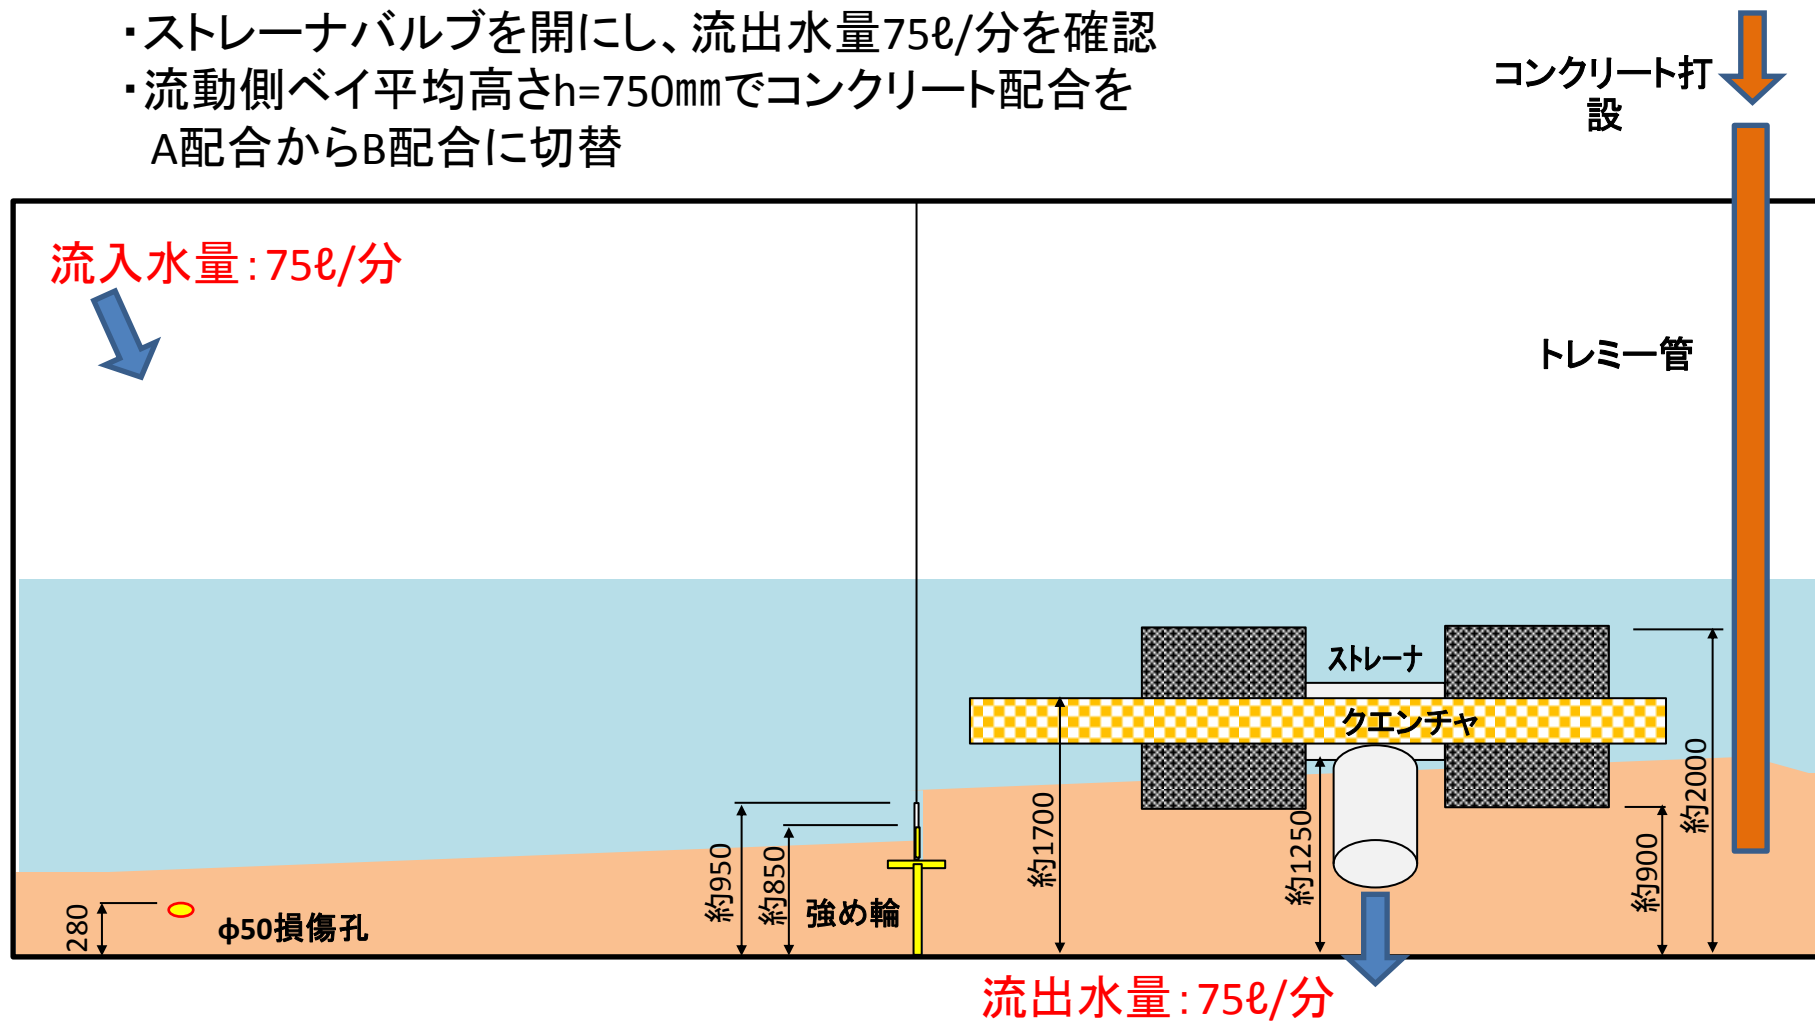 ・ストレーナバルブを開にし、流出水量75ℓ/分を確認
・流動側ベイ平均高さh=750㎜でコンクリート配合を
A配合からB配合に切替
コンクリート打
設
流入水量：75ℓ/分
トレミー管
ストレーナ
クエンチャ
約2000
約1700
約1250
約950
約850
約900
強め輪
280
φ50損傷孔
流出水量：75ℓ/分